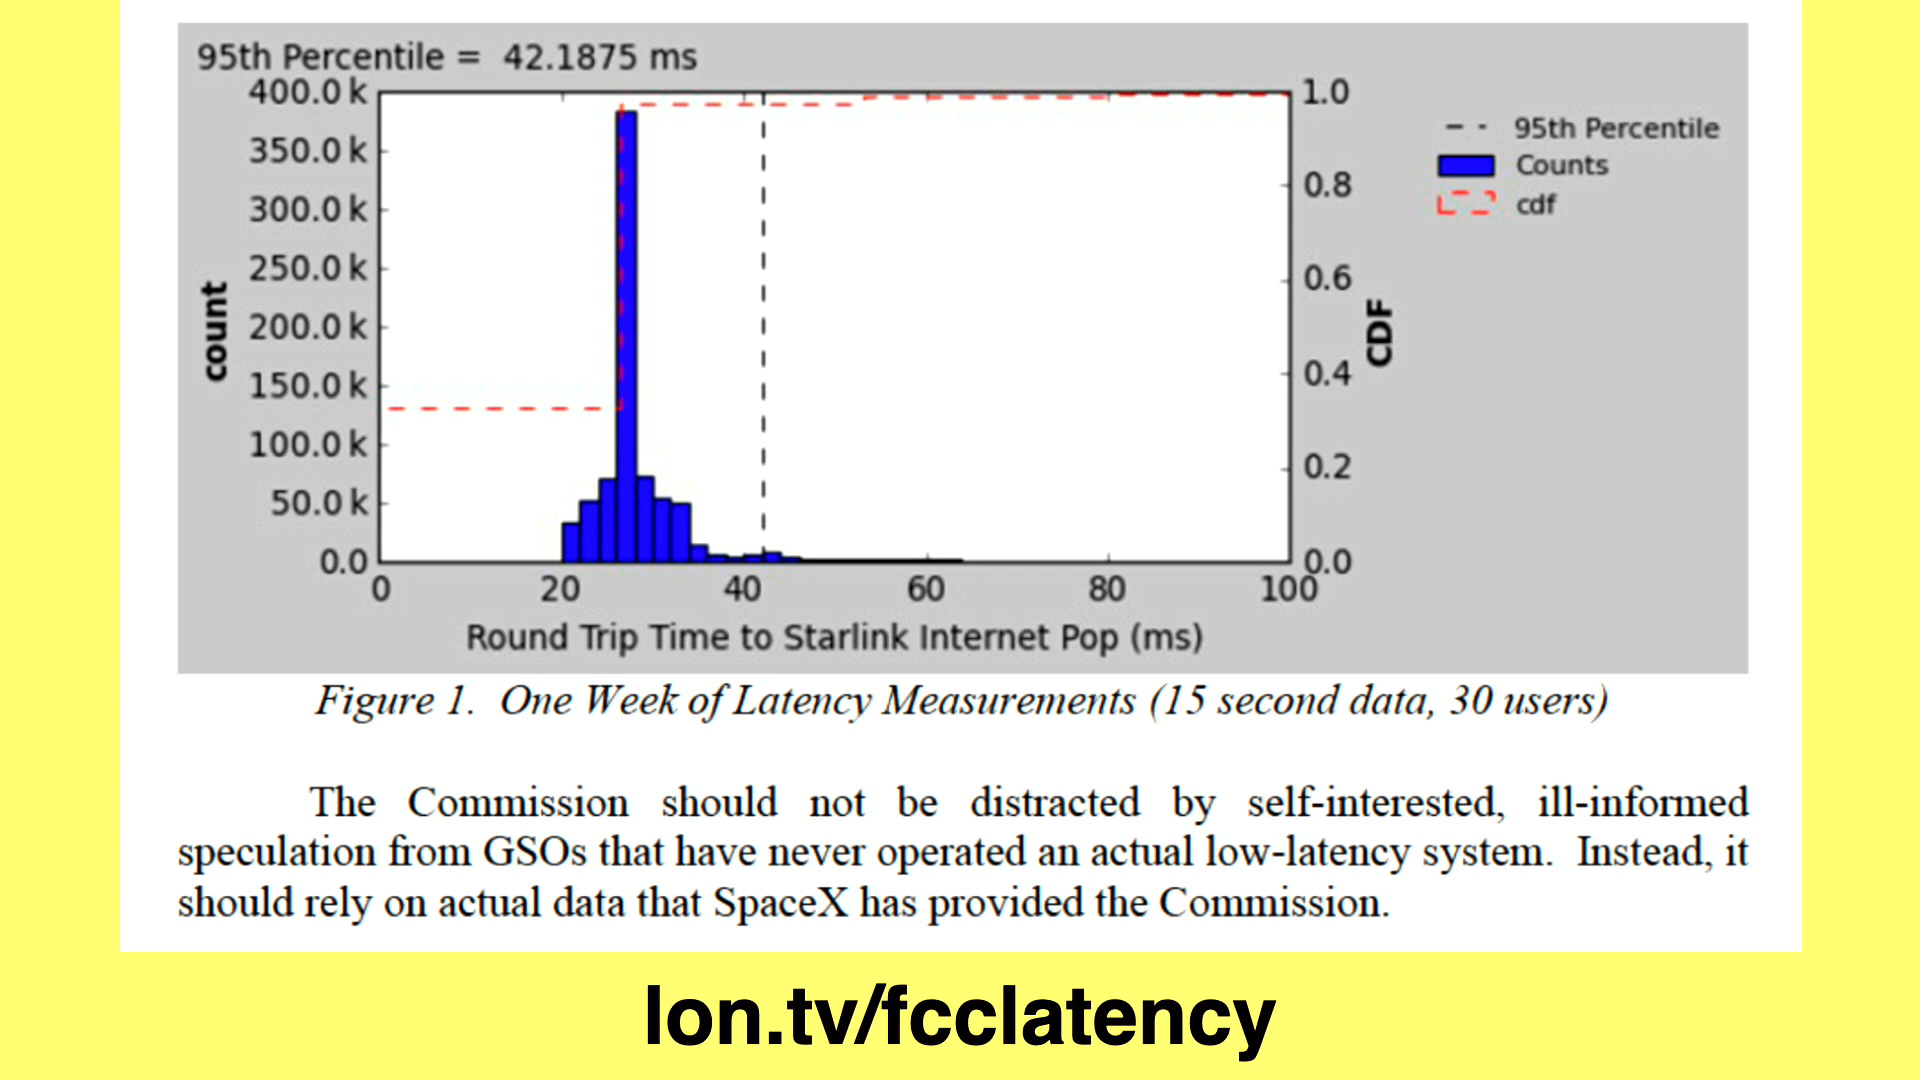 95th Percentile = 42.1875 ms
400.0 k
350.0 k
300.0 k
250.0 k
200.0 k
150.0 k
100.0 k
50.0 k
0.0
count
1.0
0.8
0.6
0.4
0.2
0.0
CDF
0 20 40 60 80 100
Round Trip Time to Starlink Internet Pop (ms)
95th Percentile
Counts
cdf
Figure 1. One Week of Latency Measurements (15 second data, 30 users)
The Commission should not be distracted by self-interested, ill-informed
speculation from GSOs that have never operated an actual low-latency system. Instead, it
should rely on actual data that SpaceX has provided the Commission.
lon.tv/fcclatency